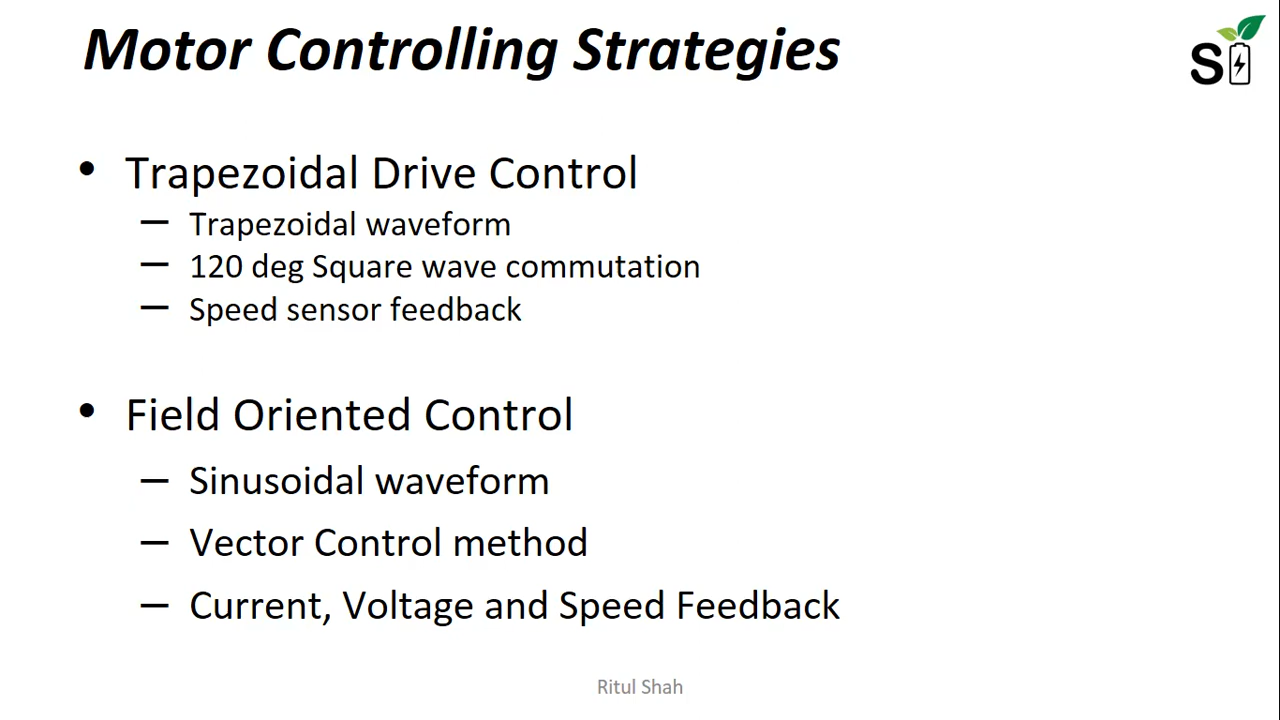 Motor Controlling Strategies
S
• Trapezoidal Drive Control
– Trapezoidal waveform
– 120 deg Square wave commutation
– Speed sensor feedback
• Field Oriented Control
– Sinusoidal waveform
– Vector Control method
– Current, Voltage and Speed Feedback
Ritul Shah